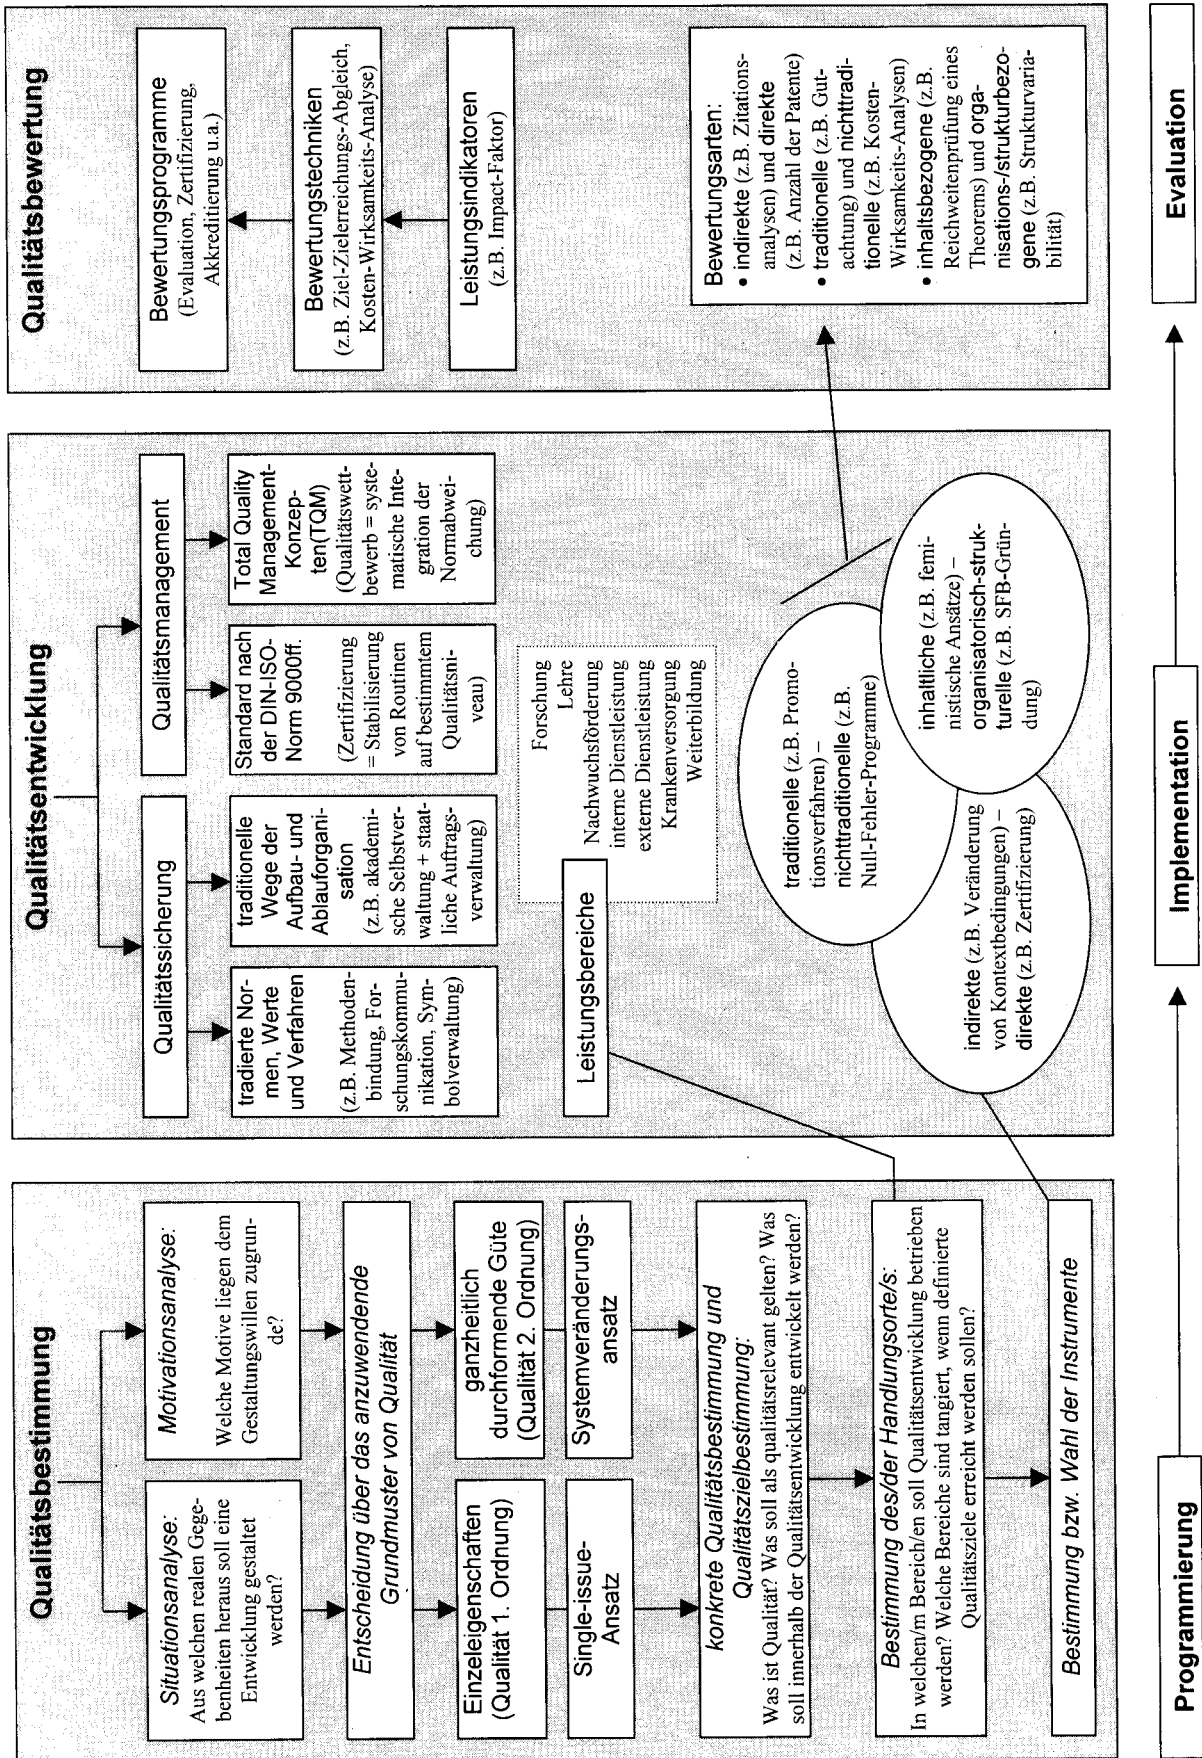 Qualitätsbestimmung
Situationsanalyse:
Aus welchen realen Gege-
benheiten heraus soll eine
Entwicklung gestaltet
werden?
Motivationsanalyse:
Welche Motive liegen dem
Gestaltungswillen zugrun-
de?
Entscheidung über das anzuwendende
Grundmuster von Qualität
Einzeleigenschaften
(Qualität 1. Ordnung)
ganzheitlich
durchformende Güte
(Qualität 2. Ordnung)
Single-issue-
Ansatz
Systemveränderungs-
ansatz
konkrete Qualitätsbestimmung und
Qualitätszielbestimmung:
Was ist Qualität? Was soll als qualitätsrelevant gelten? Was
soll innerhalb der Qualitätsentwicklung entwickelt werden?
Bestimmung des/der Handlungsorte/s:
In welchen/m Bereich/en soll Qualitätsentwicklung betrieben
werden? Welche Bereiche sind tangiert, wenn definierte
Qualitätsziele erreicht werden sollen?
Bestimmung bzw. Wahl der Instrumente
Qualitätsentwicklung
Qualitätssicherung
Qualitätsmanagement
tradierte Nor-
men, Werte
und Verfahren
(z.B. Methoden-
bindung, For-
schungskommu-
nikation, Sym-
bolverwaltung)
traditionelle
Wege der
Aufbau- und
Ablauforgani-
sation
(z.B. akademi-
sche Selbstver-
waltung + staat-
liche Auftrags-
verwaltung)
Standard nach
der DIN-ISO-
Norm 9000ff.
(Zertifizierung
= Stabilisierung
von Routinen
auf bestimmtem
Qualitätsni-
veau)
Total Quality
Management-
Konzep-
ten(TQM)
(Qualitätswett-
bewerb = syste-
matische Inte-
gration der
Normabwei-
chung)
Leistungsbereiche
Forschung
Lehre
Nachwuchsförderung
interne Dienstleistung
externe Dienstleistung
Krankenversorgung
Weiterbildung
traditionelle (z.B. Promo-
tionsverfahren) –
nichttraditionelle (z.B.
Null-Fehler-Programme)
inhaltliche (z.B. femi-
nistische Ansätze) –
organisatorisch-struk-
turelle (z.B. SFB-Grün-
dung)
indirekte (z.B. Veränderung
von Kontextbedingungen) –
direkte (z.B. Zertifizierung)
Qualitätsbewertung
Bewertungsprogramme
(Evaluation, Zertifizierung,
Akkreditierung u.a.)
Bewertungstechniken
(z.B. Ziel-Zielerreichungs-Abgleich,
Kosten-Wirksamkeits-Analyse)
Leistungsindikatoren
(z.B. Impact-Faktor)
Bewertungsarten:
• indirekte (z.B. Zitations-
analysen) und direkte
(z.B. Anzahl der Patente)
• traditionelle (z.B. Gut-
achtung) und nichttradi-
tionelle (z.B. Kosten-
Wirksamkeits-Analysen)
• inhaltsbezogene (z.B.
Reichweitenprüfung eines
Theorems) und orga-
nisations-/strukturbezo-
gene (z.B. Strukturvaria-
bilität)
Programmierung
Implementation
Evaluation